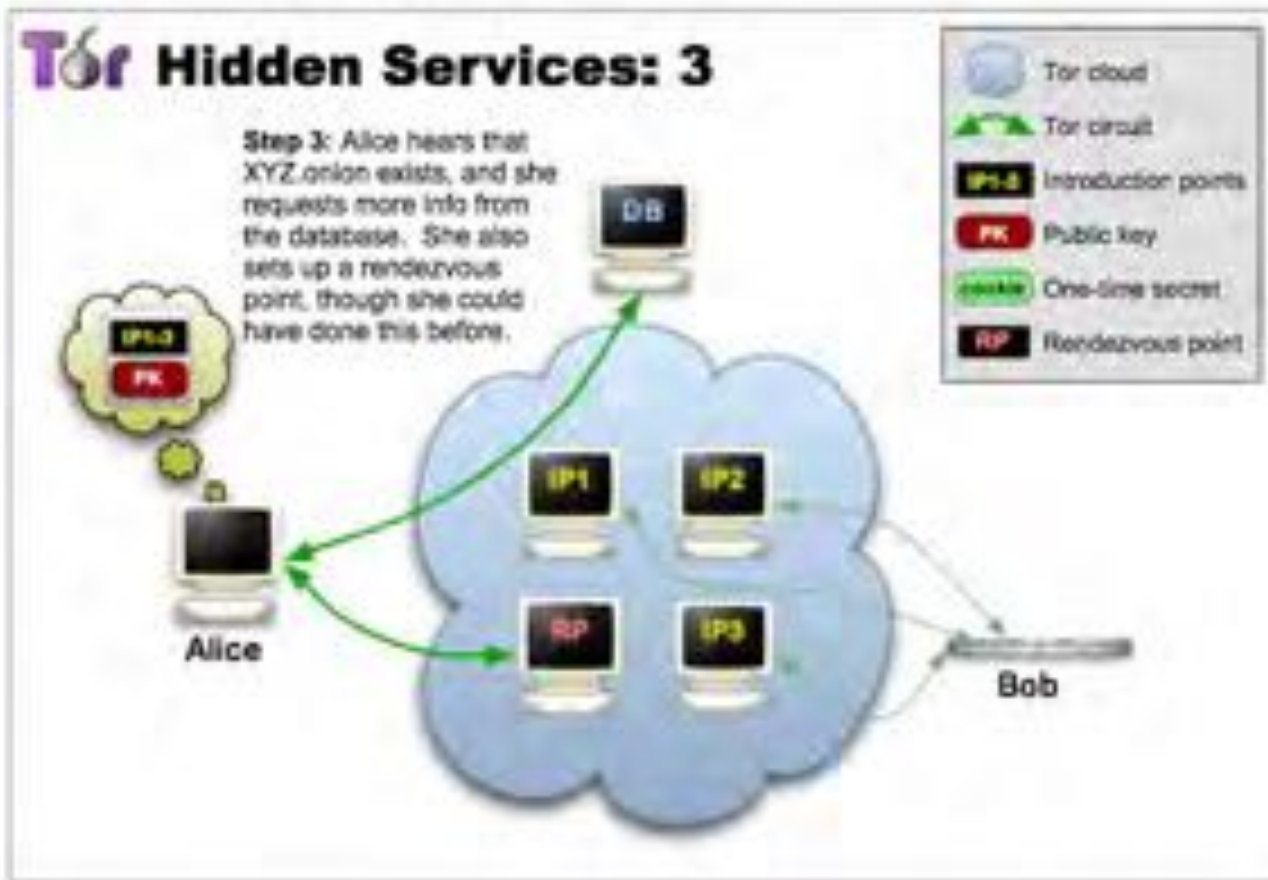 Tor Hidden Services: 3
Step 3: Alice hears that
XYZ.onion exists, and she
requests more info from
the database. She also
sets up a rendezvous
point, though she could
have done this before.
Tor cloud
Tor circuit
IP1-3 Introduction points
PK Public key
cookie One-time secret
RP Rendezvous point
DB
IP1-3
PK
IP1
IP2
RP
IP3
Alice
Bob